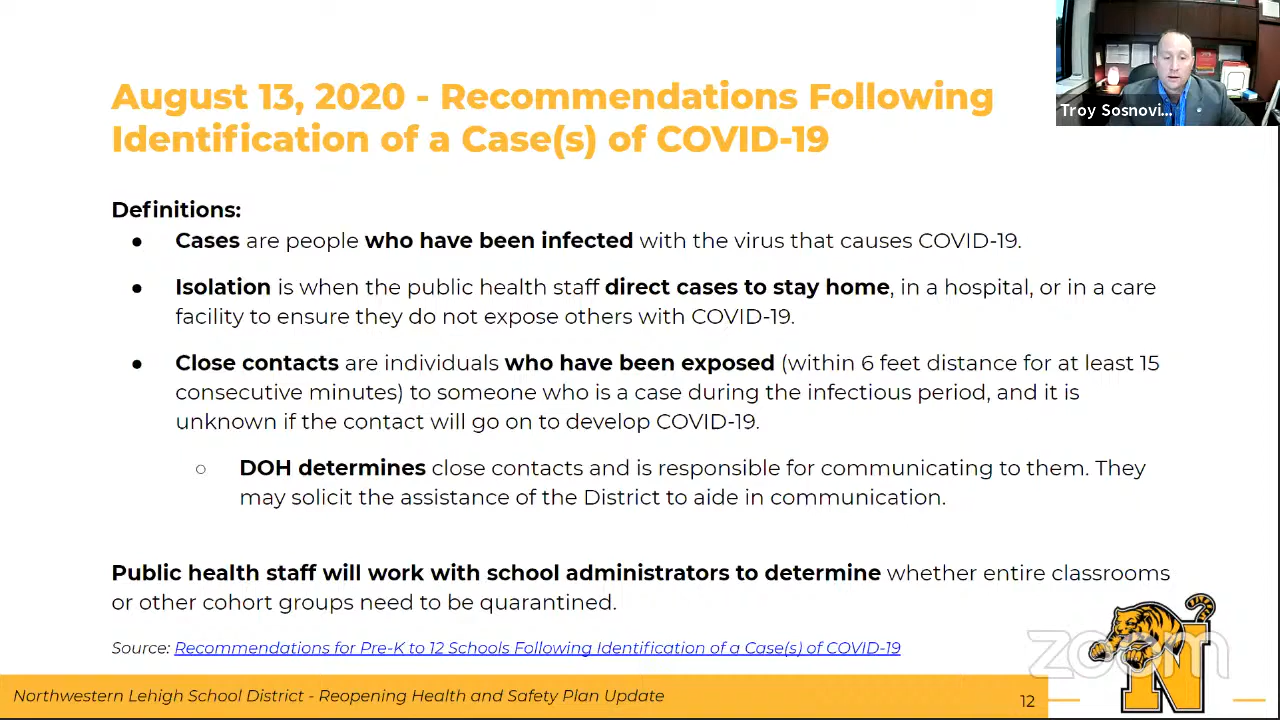 August 13, 2020 - Recommendations Following
Identification of a Case(s) of COVID-19
Troy Sosnovi...
Definitions:
● Cases are people who have been infected with the virus that causes COVID-19.
● Isolation is when the public health staff direct cases to stay home, in a hospital, or in a care
facility to ensure they do not expose others with COVID-19.
● Close contacts are individuals who have been exposed (within 6 feet distance for at least 15
consecutive minutes) to someone who is a case during the infectious period, and it is
unknown if the contact will go on to develop COVID-19.
○ DOH determines close contacts and is responsible for communicating to them. They
may solicit the assistance of the District to aide in communication.
Public health staff will work with school administrators to determine whether entire classrooms
or other cohort groups need to be quarantined.
Source: Recommendations for Pre-K to 12 Schools Following Identification of a Case(s) of COVID-19
zoom
N
Northwestern Lehigh School District - Reopening Health and Safety Plan Update
12